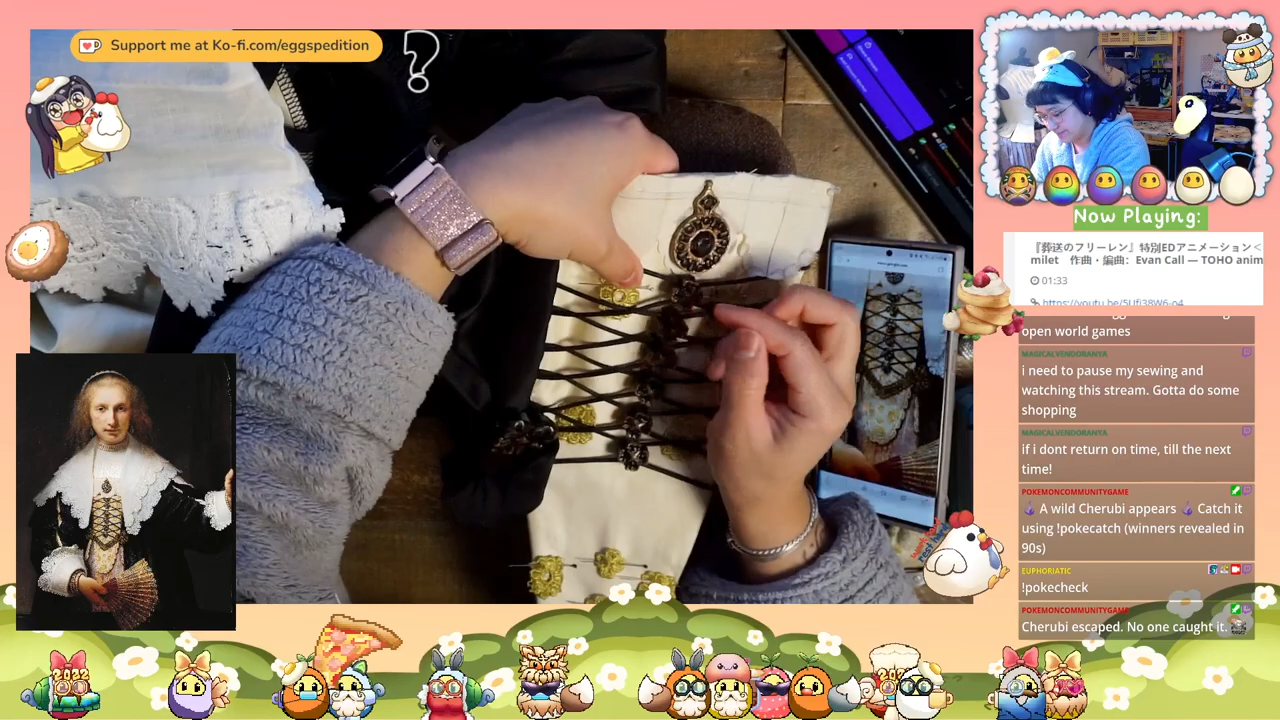 Support me at Ko-fi.com/eggspedition
?
Now Playing:
『葬送のフリーレン』特別EDアニメーション<
milet 作曲・編曲: Evan Call — TOHO anim
01:33
https://youtu.be/5Ufj38W6-o4
open world games
MAGICALVENDORANYA
i need to pause my sewing and
watching this stream. Gotta do some
shopping
MAGICALVENDORANYA
if i dont return on time, till the next
time!
POKEMONCOMMUNITYGAME
A wild Cherubi appears Catch it
using !pokecatch (winners revealed in
90s)
EUPHORIATIC
!pokecheck
POKEMONCOMMUNITYGAME
Cherubi escaped. No one caught it.
2022